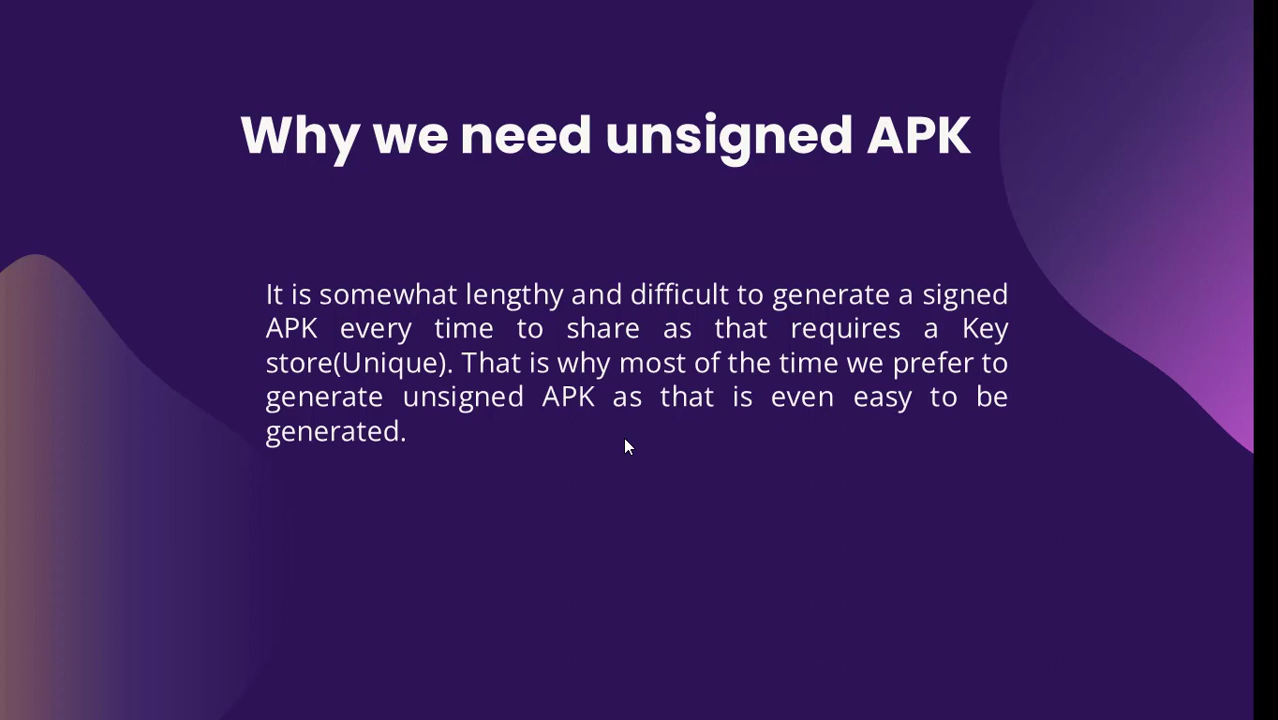 Why we need unsigned APK
It is somewhat lengthy and difficult to generate a signed
APK every time to share as that requires a Key
store(Unique). That is why most of the time we prefer to
generate unsigned APK as that is even easy to be
generated.